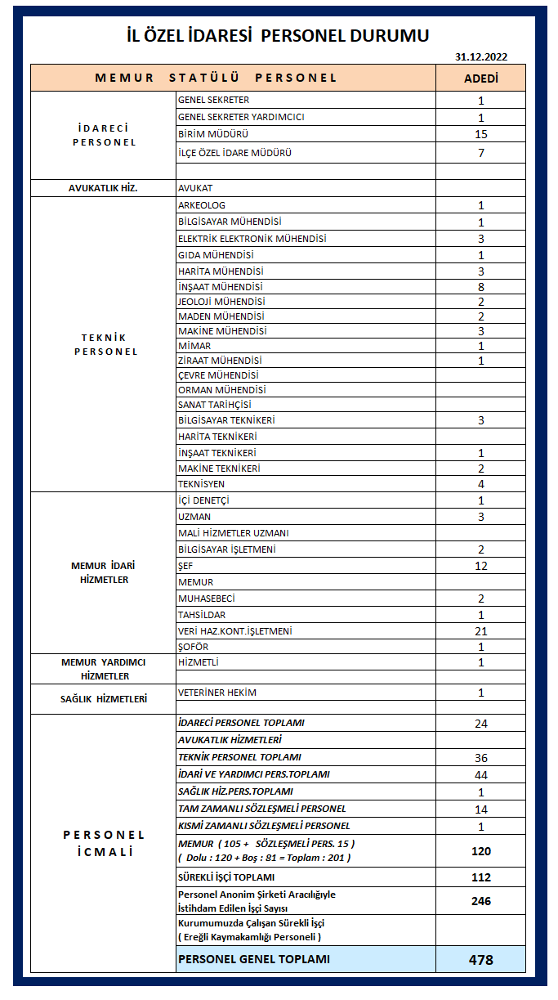 İL ÖZEL İDARESİ PERSONEL DURUMU
31.12.2022
MEMUR STATÜLÜ PERSONEL ADEDİ
İDARECİ
PERSONEL
GENEL SEKRETER 1
GENEL SEKRETER YARDIMCICI 1
BİRİM MÜDÜRÜ 15
İLÇE ÖZEL İDARE MÜDÜRÜ 7
AVUKATLIK HİZ. AVUKAT
TEKNİK
PERSONEL
ARKEOLOG 1
BİLGİSAYAR MÜHENDİSİ 1
ELEKTRİK ELEKTRONİK MÜHENDİSİ 3
GIDA MÜHENDİSİ 1
HARİTA MÜHENDİSİ 3
İNŞAAT MÜHENDİSİ 8
JEOLOJİ MÜHENDİSİ 2
MADEN MÜHENDİSİ 2
MAKİNE MÜHENDİSİ 3
MİMAR 1
ZİRAAT MÜHENDİSİ 1
ÇEVRE MÜHENDİSİ
ORMAN MÜHENDİSİ
SANAT TARİHÇİSİ
BİLGİSAYAR TEKNİKERİ 3
HARİTA TEKNİKERİ
İNŞAAT TEKNİKERİ 1
MAKİNE TEKNİKERİ 2
TEKNİSYEN 4
MEMUR İDARİ
HİZMETLER
İÇİ DENETÇİ 1
UZMAN 3
MALİ HİZMETLER UZMANI
BİLGİSAYAR İŞLETMENİ 2
ŞEF 12
MEMUR
MUHASEBECİ 2
TAHSİLDAR 1
VERİ HAZ.KONT.İŞLETMENİ 21
ŞOFÖR 1
MEMUR YARDIMCI
HİZMETLER
HİZMETLİ 1
SAĞLIK HİZMETLERİ
VETERİNER HEKİM 1
PERSONEL
İCMALİ
İDARECİ PERSONEL TOPLAMI 24
AVUKATLIK HİZMETLERİ
TEKNİK PERSONEL TOPLAMI 36
İDARİ VE YARDIMCI PERS.TOPLAMI 44
SAĞLIK HİZ.PERS.TOPLAMI 1
TAM ZAMANLI SÖZLEŞMELİ PERSONEL 14
KISMİ ZAMANLI SÖZLEŞMELİ PERSONEL 1
MEMUR ( 105 + SÖZLEŞMELİ PERS. 15 )
( Dolu : 120 + Boş : 81 = Toplam : 201 ) 120
SÜREKLİ İŞÇİ TOPLAMI 112
Personel Anonim Şirketi Aracılığıyle
İstihdam Edilen İşçi Sayısı 246
Kurumumuzda Çalışan Sürekli İşçi
( Ereğli Kaymakamlığı Personeli )
PERSONEL GENEL TOPLAMI 478